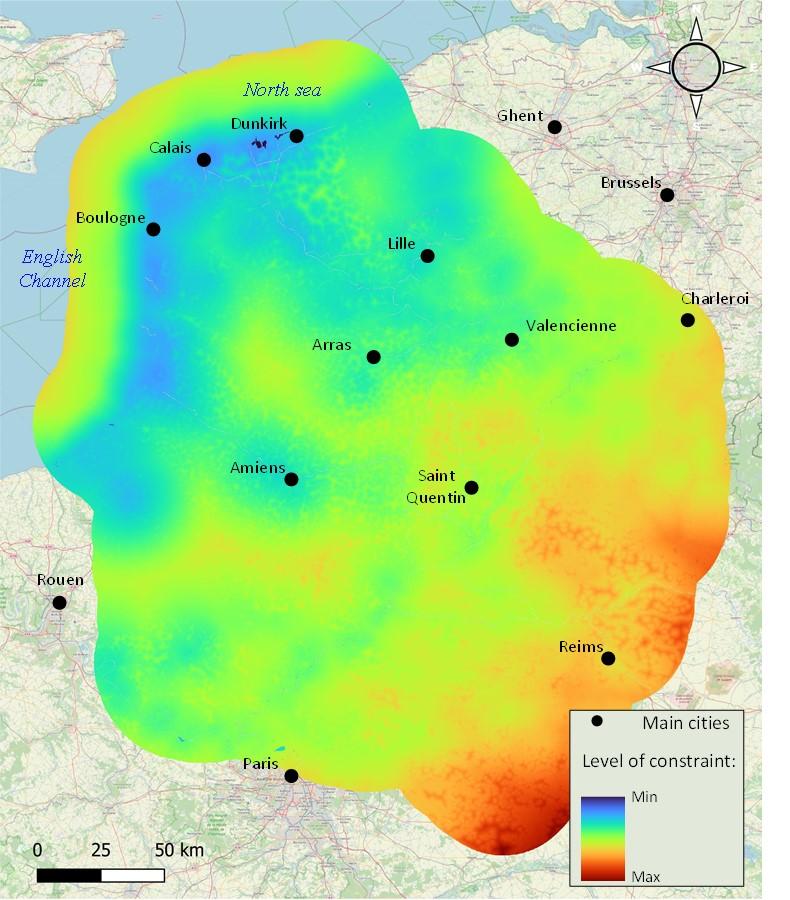 North sea
Ghent
Dunkirk
Calais
Brussels
Boulogne
Lille
English
Channel
Charleroi
Valencienne
Arras
Amiens
Saint
Quentin
Rouen
Reims
Main cities
Level of constraint:
Paris
Min
0 25 50 km
Max